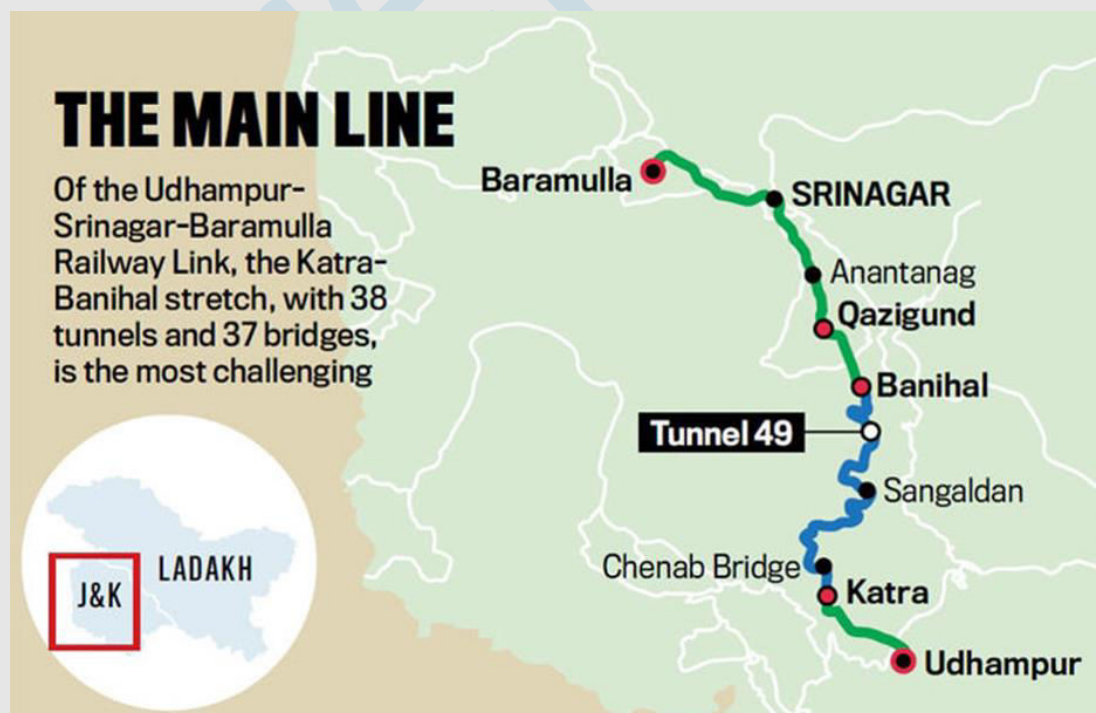 THE MAIN LINE
Of the Udhampur-
Srinagar-Baramulla
Railway Link, the Katra-
Banihal stretch, with 38
tunnels and 37 bridges,
is the most challenging
Baramulla
SRINAGAR
Anantanag
Qazigund
Banihal
Tunnel 49
Sangaldan
Chenab Bridge
Katra
Udhampur
LADAKH
J&K